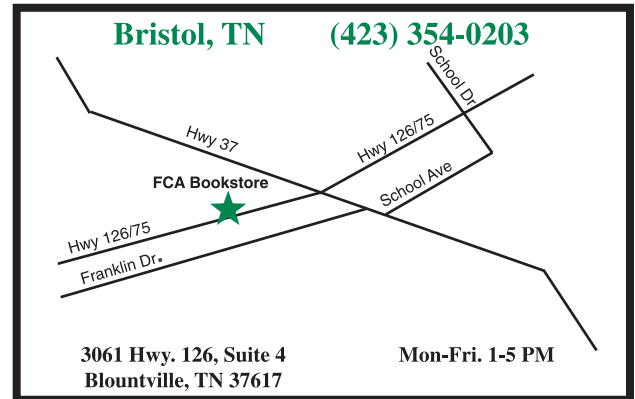 Bristol, TN (423) 354-0203
School Dr
Hwy 37
Hwy 126/75
FCA Bookstore
School Ave
Hwy 126/75
Franklin Dr.
3061 Hwy. 126, Suite 4
Blountville, TN 37617
Mon-Fri. 1-5 PM